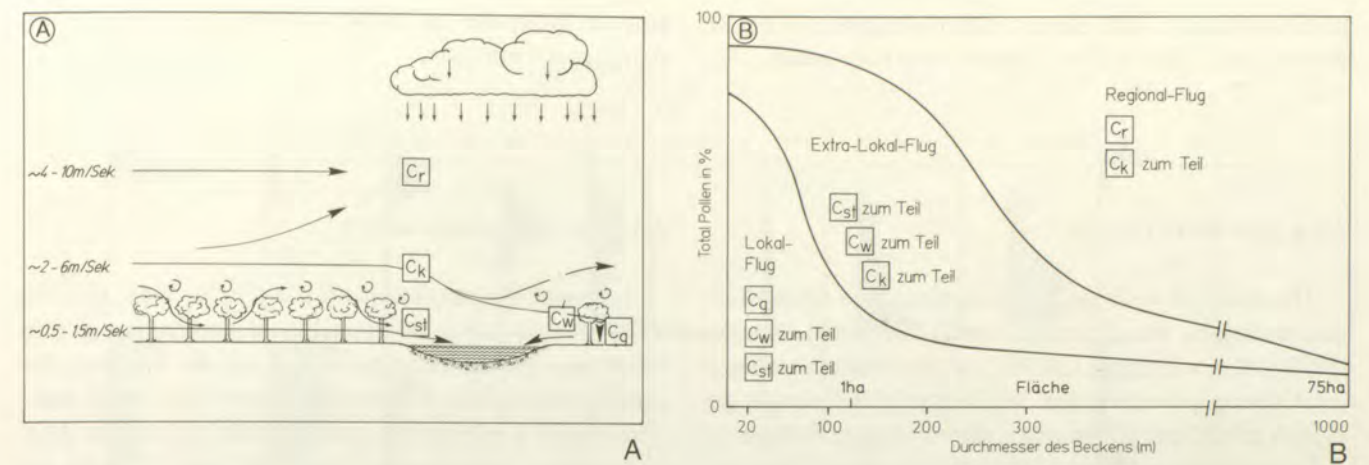 A
Cr
~4-10m/Sek.
~2-6m/Sek.
Ck
~0,5-1,5m/Sek.
Cst
Cw
Cq
A
B
100
Total Pollen in %
0
Regional-Flug
Cr
Ck zum Teil
Extra-Lokal-Flug
Cst zum Teil
Cw zum Teil
Ck zum Teil
Lokal-
Flug
Cq
Cw zum Teil
Cst zum Teil
1ha Fläche 75ha
20 100 200 300 1000
Durchmesser des Beckens (m)
B